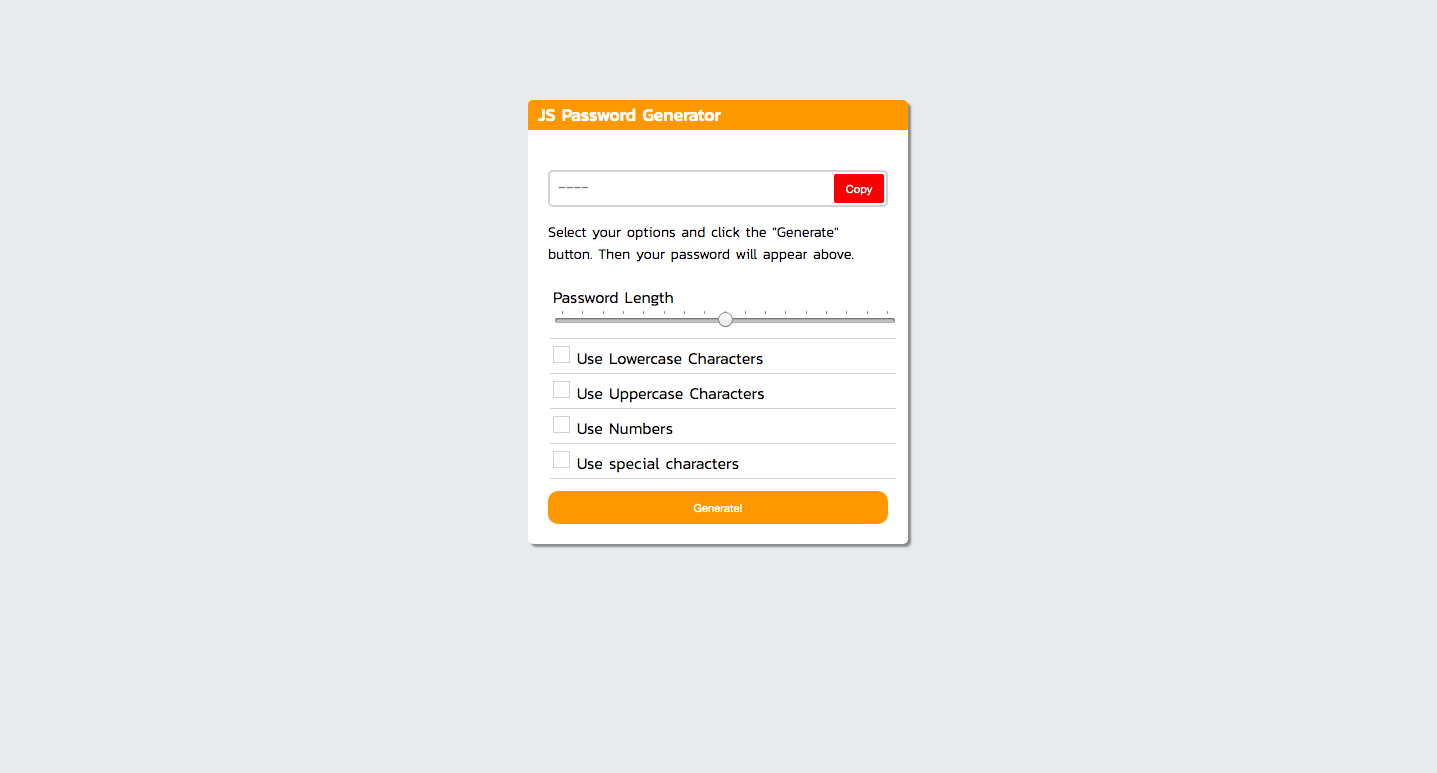 JS Password Generator
----
Copy
Select your options and click the "Generate"
button. Then your password will appear above.
Password Length
Use Lowercase Characters
Use Uppercase Characters
Use Numbers
Use special characters
Generate!